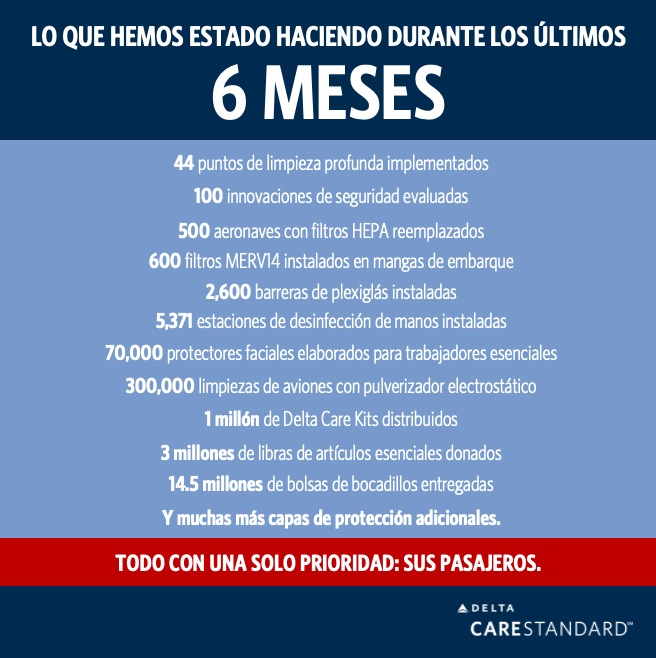 LO QUE HEMOS ESTADO HACIENDO DURANTE LOS ÚLTIMOS
6 MESES
44 puntos de limpieza profunda implementados
100 innovaciones de seguridad evaluadas
500 aeronaves con filtros HEPA reemplazados
600 filtros MERV14 instalados en mangas de embarque
2,600 barreras de plexiglás instaladas
5,371 estaciones de desinfección de manos instaladas
70,000 protectores faciales elaborados para trabajadores esenciales
300,000 limpiezas de aviones con pulverizador electrostático
1 millón de Delta Care Kits distribuidos
3 millones de libras de artículos esenciales donados
14.5 millones de bolsas de bocadillos entregadas
Y muchas más capas de protección adicionales.
TODO CON UNA SOLO PRIORIDAD: SUS PASAJEROS.
DELTA
CARESTANDARD℠